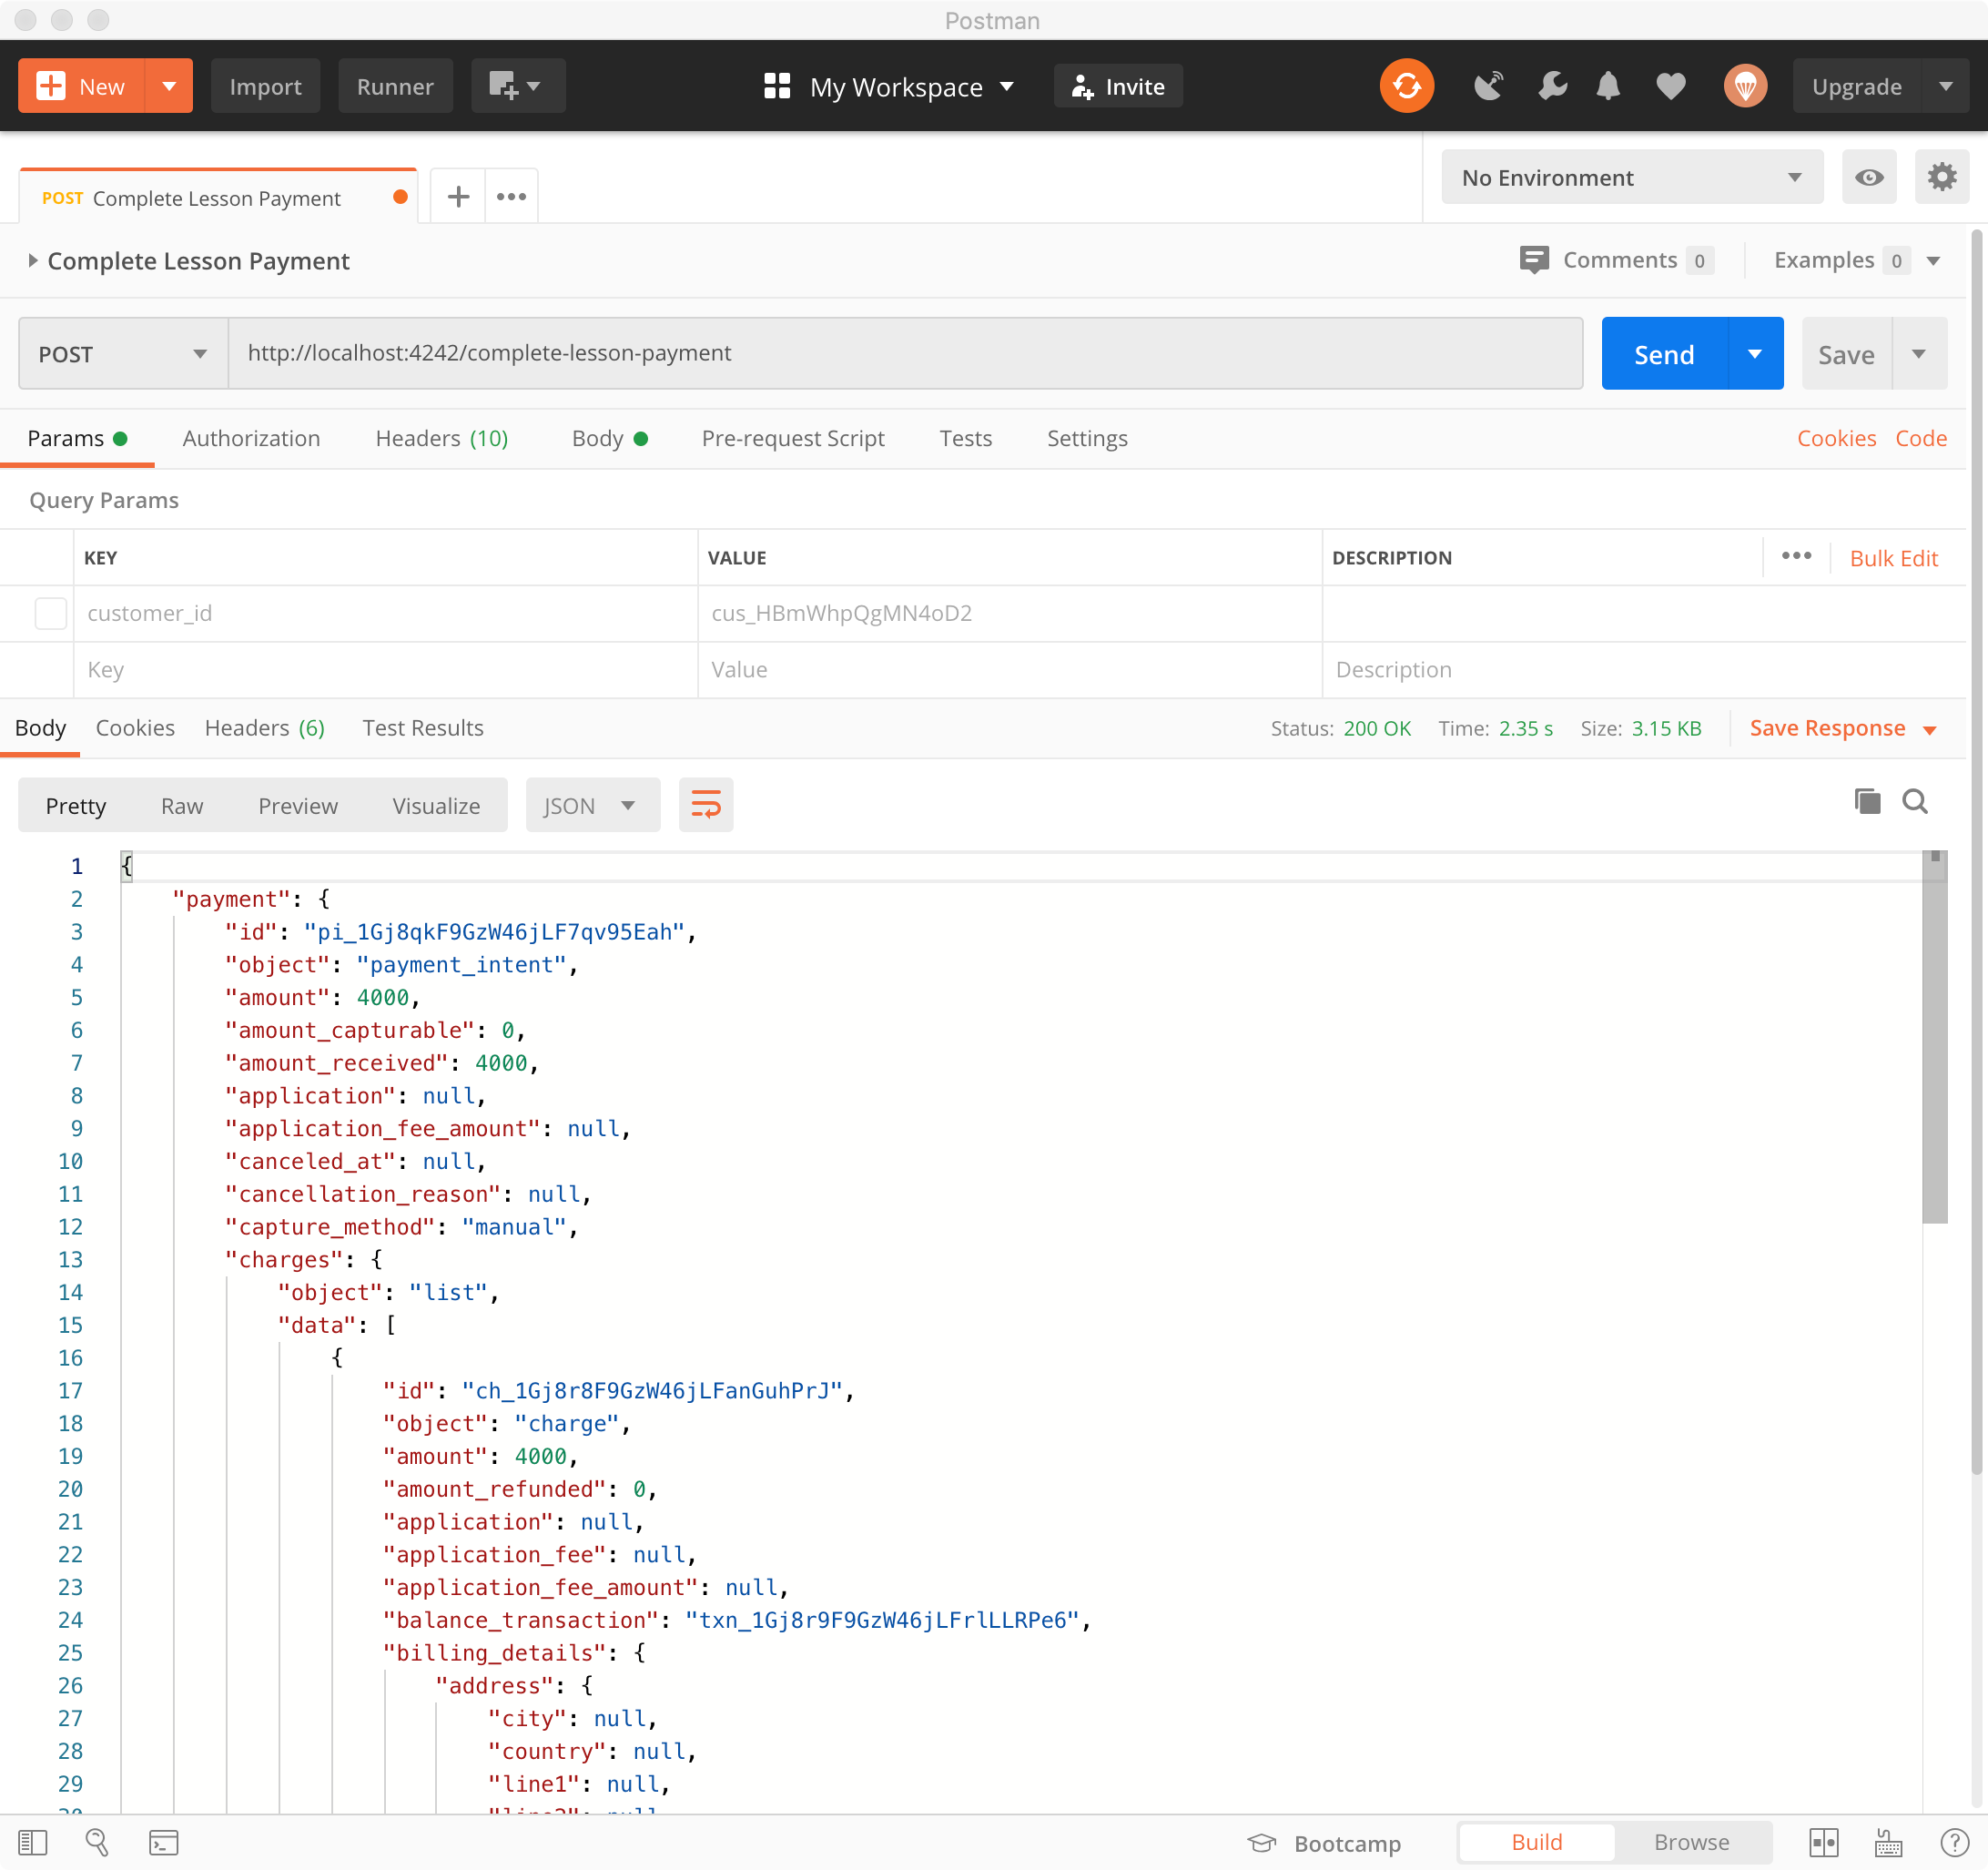 Postman
New Import Runner My Workspace Invite Upgrade
POST Complete Lesson Payment No Environment
Complete Lesson Payment Comments 0 Examples 0
POST http://localhost:4242/complete-lesson-payment Send Save
Params Authorization Headers (10) Body Pre-request Script Tests Settings Cookies Code
Query Params
KEY VALUE DESCRIPTION Bulk Edit
customer_id cus_HBmWhpQgMN4oD2
Key Value Description
Body Cookies Headers (6) Test Results Status: 200 OK Time: 2.35 s Size: 3.15 KB Save Response
Pretty Raw Preview Visualize JSON
1 {
2 "payment": {
3 "id": "pi_1Gj8qkF9GzW46jLF7qv95Eah",
4 "object": "payment_intent",
5 "amount": 4000,
6 "amount_capturable": 0,
7 "amount_received": 4000,
8 "application": null,
9 "application_fee_amount": null,
10 "canceled_at": null,
11 "cancellation_reason": null,
12 "capture_method": "manual",
13 "charges": {
14 "object": "list",
15 "data": [
16 {
17 "id": "ch_1Gj8r8F9GzW46jLFanGuhPrJ",
18 "object": "charge",
19 "amount": 4000,
20 "amount_refunded": 0,
21 "application": null,
22 "application_fee": null,
23 "application_fee_amount": null,
24 "balance_transaction": "txn_1Gj8r9F9GzW46jLFrlLLRPe6",
25 "billing_details": {
26 "address": {
27 "city": null,
28 "country": null,
29 "line1": null,
Bootcamp Build Browse